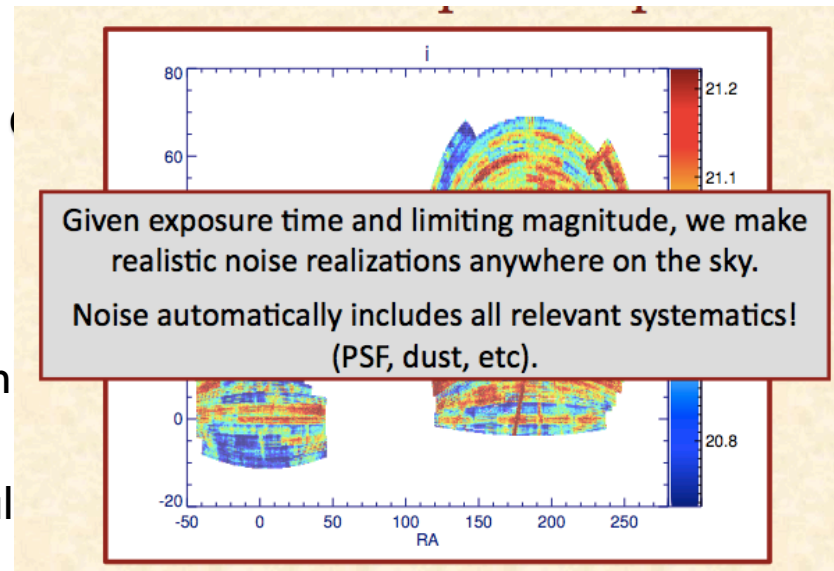 i
80
21.2
60
21.1
Given exposure time and limiting magnitude, we make
realistic noise realizations anywhere on the sky.
Noise automatically includes all relevant systematics!
(PSF, dust, etc).
0
20.8
-20
-50 0 50 100 150 200 250
RA